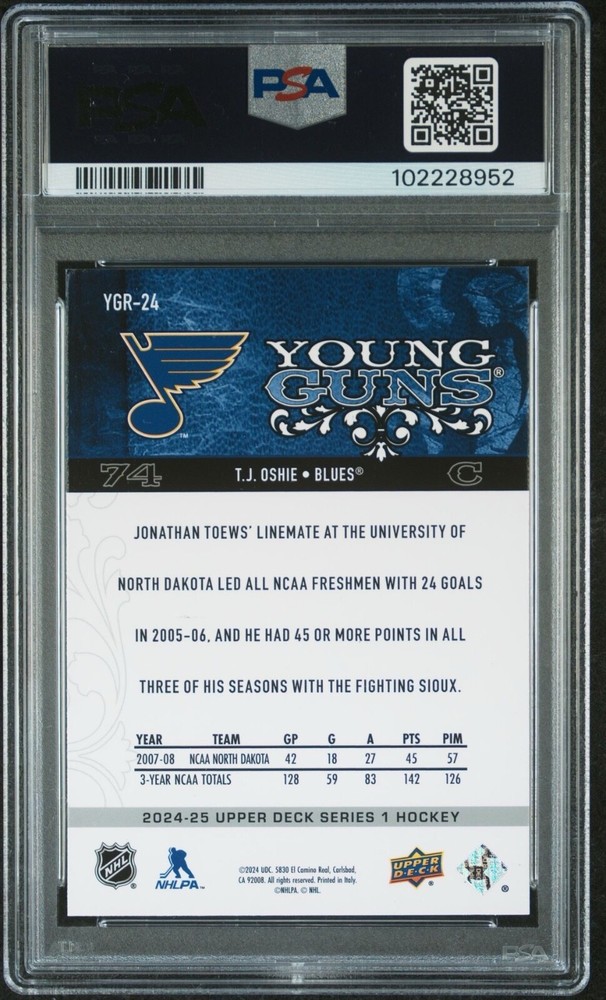 PSA
102228952
YGR-24
YOUNG
GUNS®
TM
74 T.J. OSHIE • BLUES® C
JONATHAN TOEWS' LINEMATE AT THE UNIVERSITY OF
NORTH DAKOTA LED ALL NCAA FRESHMEN WITH 24 GOALS
IN 2005-06, AND HE HAD 45 OR MORE POINTS IN ALL
THREE OF HIS SEASONS WITH THE FIGHTING SIOUX.
YEAR TEAM GP G A PTS PIM
2007-08 NCAA NORTH DAKOTA 42 18 27 45 57
3-YEAR NCAA TOTALS 128 59 83 142 126
2024-25 UPPER DECK SERIES 1 HOCKEY
NHL ®
NHLPA™
©2024 UDC. 5830 El Camino Real, Carlsbad,
CA 92008. All rights reserved. Printed in Italy.
©NHLPA. © NHL.
UPPER
D·E·C·K ®
®
PSA